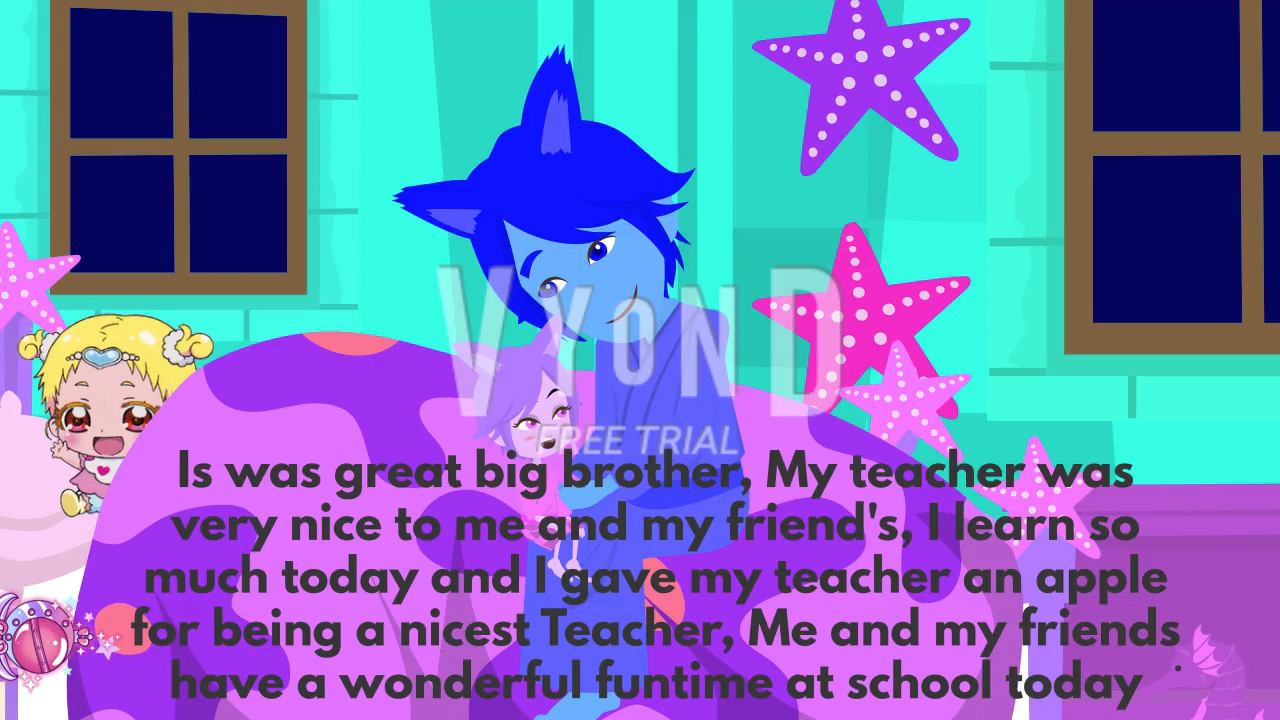 VYOND
FREE TRIAL
Is was great big brother, My teacher was
very nice to me and my friend's, I learn so
much today and I gave my teacher an apple
for being a nicest Teacher, Me and my friends
have a wonderful funtime at school today